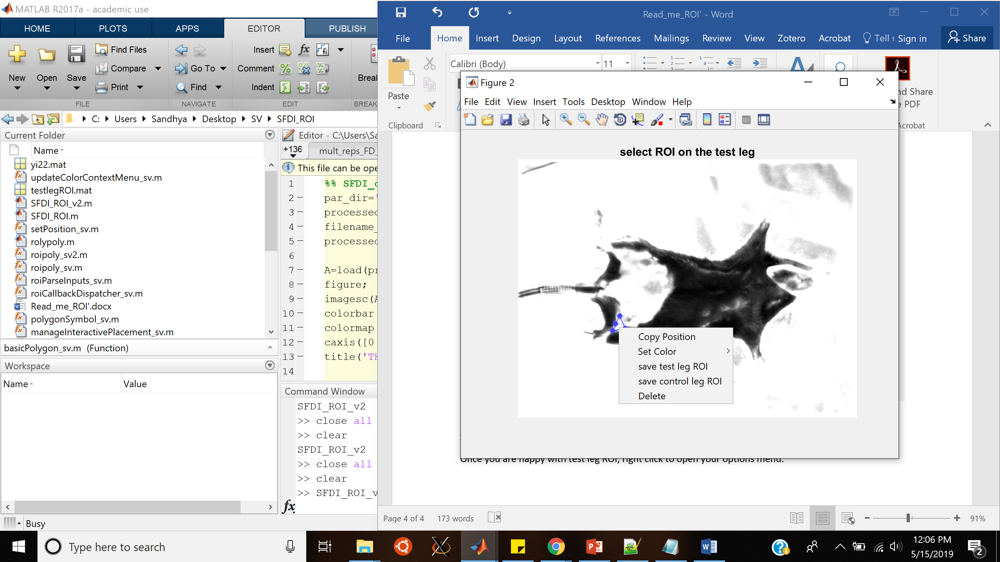 MATLAB R2017a - academic use
HOME PLOTS APPS EDITOR PUBLISH
New Open Save
Find Files
Compare
Print
FILE
Go To
Find
NAVIGATE
Insert fx fi
Comment
Indent
EDIT
BREAK
C: Users Sandhya Desktop SV SFDI_ROI
Current Folder
Name
yi22.mat
updateColorContextMenu_sv.m
testlegROI.mat
SFDI_ROI_v2.m
SFDI_ROI.m
setPosition_sv.m
rolypoly.m
roipoly_sv2.m
roipoly_sv.m
roiParseInputs_sv.m
roiCallbackDispatcher_sv.m
Read_me_ROI'.docx
polygonSymbol_sv.m
manageInteractivePlacement_sv.m
basicPolygon_sv.m (Function)
Workspace
Name Value
Busy
Editor - C:\Users\Sa
+136 mult_reps_FD_
This file can be ope
1 %% SFDI_
2 par_dir='
3 processed
4 filename_
5 processed
6
7 A=load(pr
8 figure;
9 imagesc(A
10 colorbar
11 colormap
12 caxis([0
13 title('TH
14
Command Window
SFDI_ROI_v2
>> close all
>> clear
SFDI_ROI_v2
>> close all
>> clear
>> SFDI_ROI_v
fx
Read_me_ROI' - Word
File Home Insert Design Layout References Mailings Review View Zotero Acrobat Tell Sign in Share
Paste
Clipboard
Calibri (Body) 11
nd Share
PDF
Acrobat
Figure 2
File Edit View Insert Tools Desktop Window Help
select ROI on the test leg
Copy Position
Set Color
save test leg ROI
save control leg ROI
Delete
Once you are happy with test leg ROI, right click to open your options menu.
Page 4 of 4 173 words 91%
Type here to search
12:06 PM
5/15/2019
2